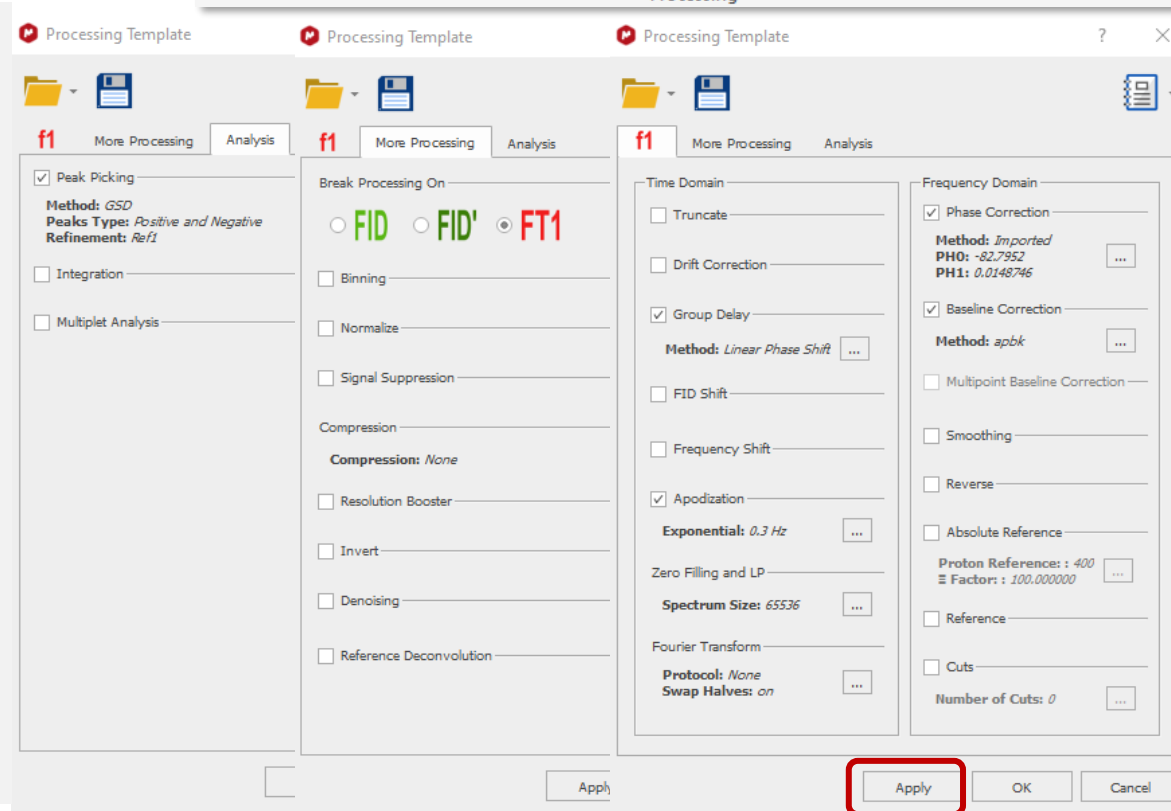 Processing
Processing Template
f1 More Processing Analysis
Peak Picking
Method: GSD
Peaks Type: Positive and Negative
Refinement: Ref1
Integration
Multiplet Analysis
Processing Template
f1 More Processing Analysis
Break Processing On
FID FID' FT1
Binning
Normalize
Signal Suppression
Compression
Compression: None
Resolution Booster
Invert
Denoising
Reference Deconvolution
Apply
Processing Template ?
f1 More Processing Analysis
Time Domain
Truncate
Drift Correction
Group Delay
Method: Linear Phase Shift ...
FID Shift
Frequency Shift
Apodization
Exponential: 0.3 Hz ...
Zero Filling and LP
Spectrum Size: 65536 ...
Fourier Transform
Protocol: None
Swap Halves: on ...
Frequency Domain
Phase Correction
Method: Imported
PH0: -82.7952 ...
PH1: 0.0148746
Baseline Correction
Method: apbk ...
Multipoint Baseline Correction
Smoothing
Reverse
Absolute Reference
Proton Reference: : 400 ...
Ξ Factor: : 100.000000
Reference
Cuts
Number of Cuts: 0 ...
Apply OK Cancel